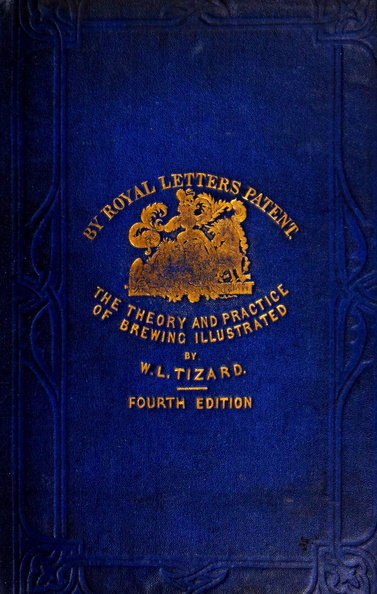 BY ROYAL LETTERS PATENT.
THE THEORY AND PRACTICE
OF BREWING ILLUSTRATED
BY.
W. L. TIZARD.
FOURTH EDITION